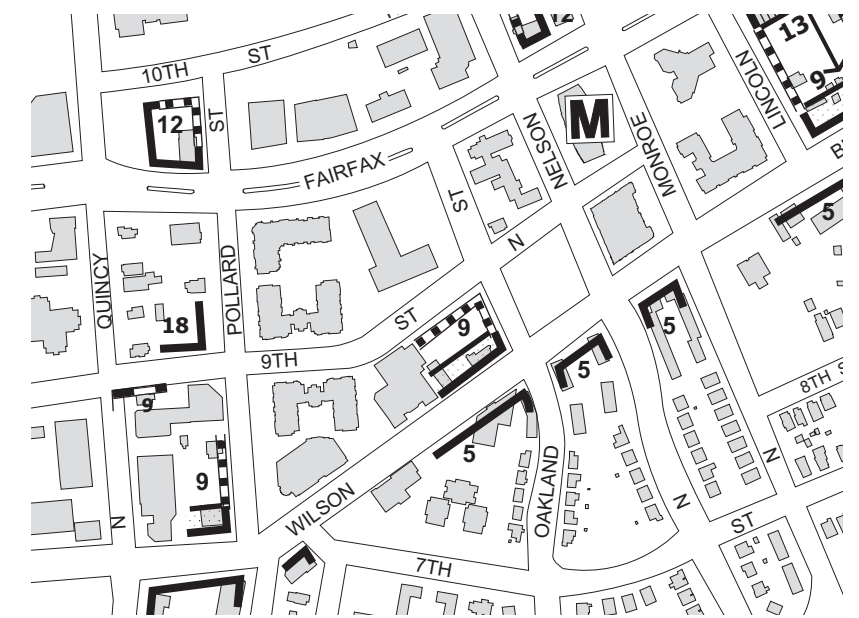 12
13
ST
10TH
LINCOLN
9
M
12
ST
NELSON
MONROE
FAIRFAX
ST
5
N
QUINCY
POLLARD
18
ST
9
5
9TH
5
8TH
9
5
N
9
OAKLAND
WILSON
N
N
ST
7TH